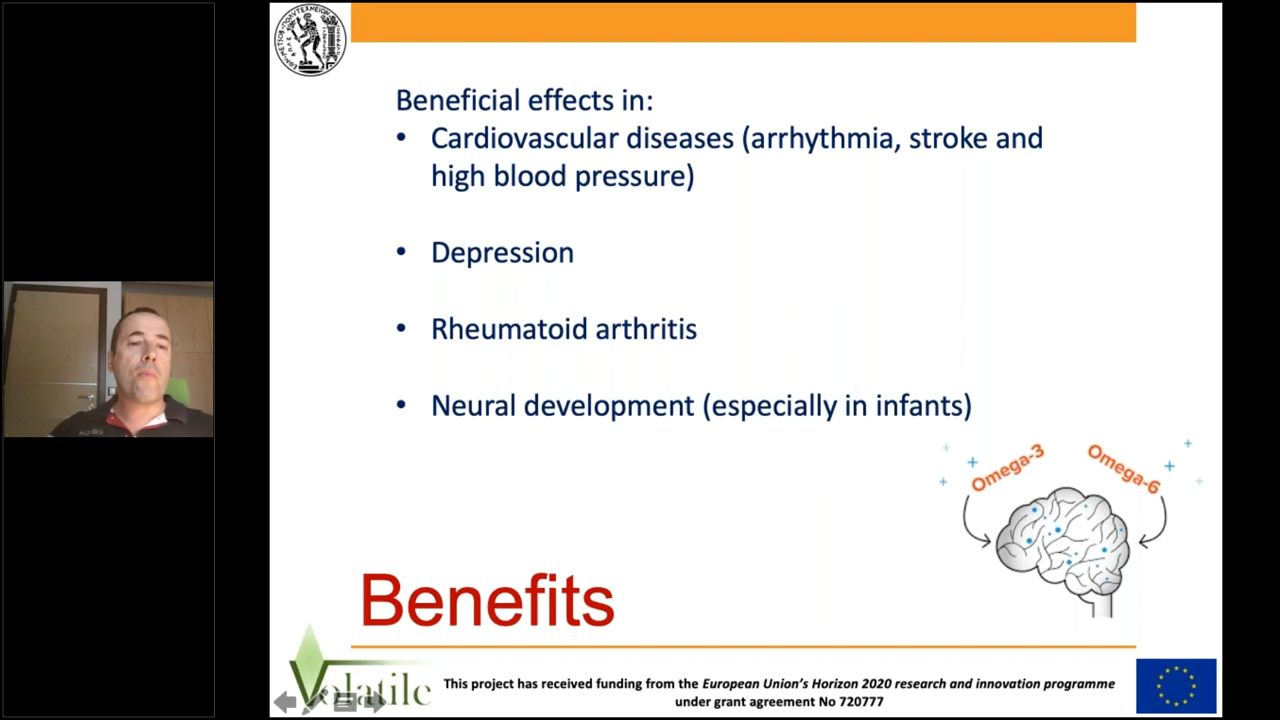 Beneficial effects in:
• Cardiovascular diseases (arrhythmia, stroke and
high blood pressure)
• Depression
• Rheumatoid arthritis
• Neural development (especially in infants)
Omega-3
Omega-6
Benefits
Volatile
This project has received funding from the European Union's Horizon 2020 research and innovation programme
under grant agreement No 720777